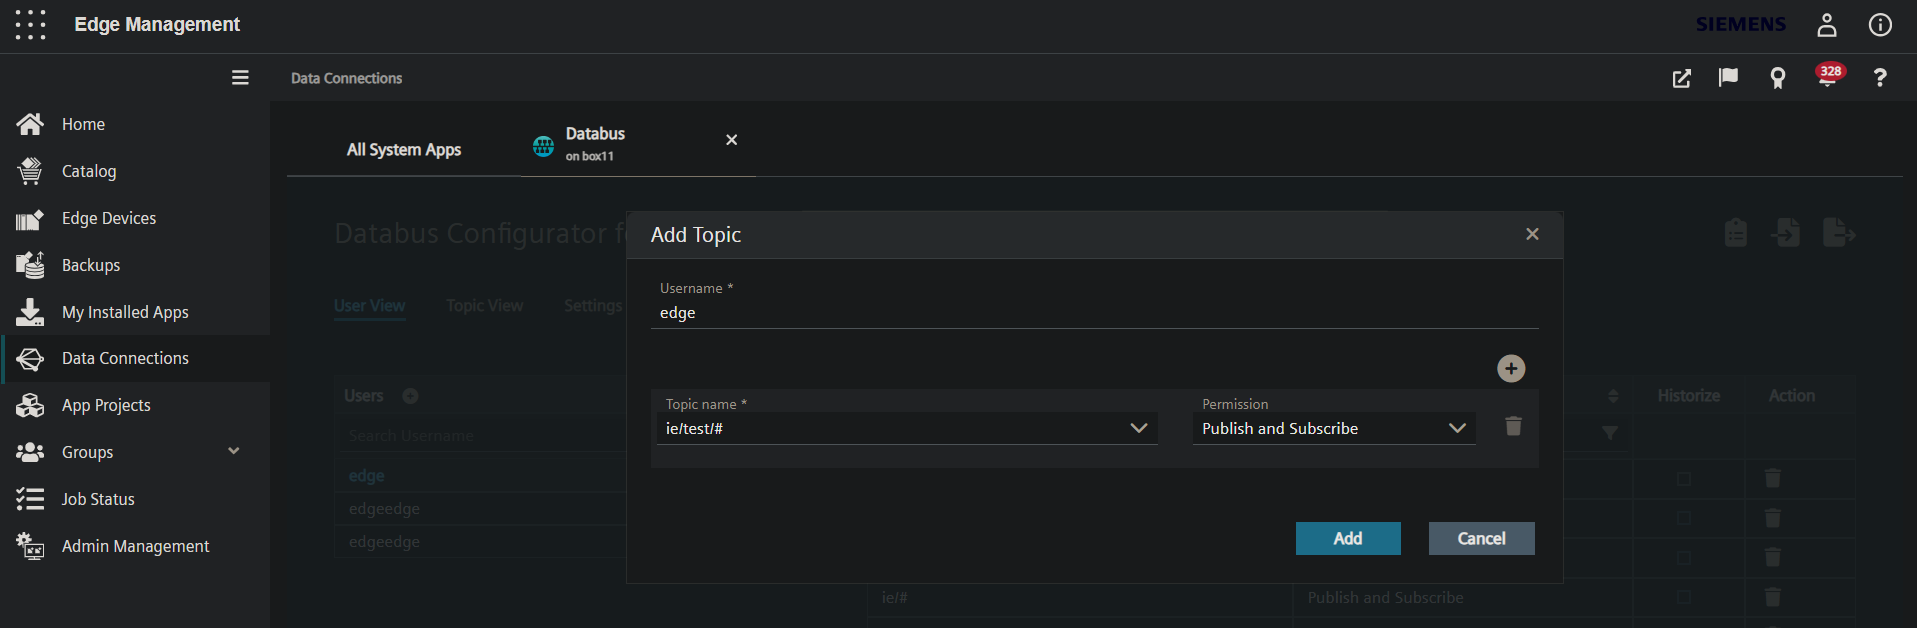 Edge Management
SIEMENS
Data Connections
328
?
Home
Catalog
Edge Devices
Backups
My Installed Apps
Data Connections
App Projects
Groups
Job Status
Admin Management
All System Apps
Databus
on box11
Databus Configurator f
User View
Topic View
Settings
Users
Search Username
edge
edgeedge
edgeedge
Add Topic
Username *
edge
Topic name *
ie/test/#
Permission
Publish and Subscribe
Add
Cancel
Historize
Action
ie/#
Publish and Subscribe